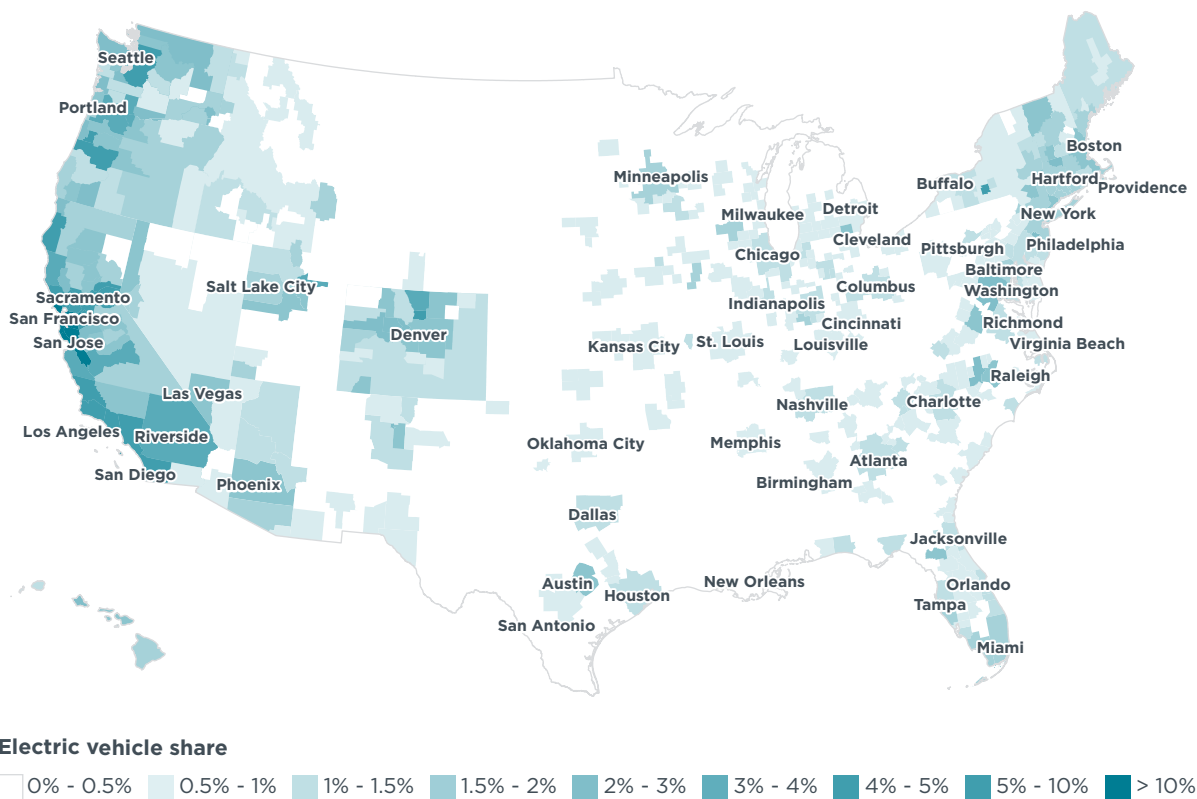 Seattle
Portland
Boston
Minneapolis
Buffalo
Hartford
Providence
Milwaukee
Detroit
New York
Cleveland
Pittsburgh
Philadelphia
Chicago
Baltimore
Salt Lake City
Columbus
Washington
Sacramento
Indianapolis
San Francisco
Cincinnati
Richmond
Denver
San Jose
Kansas City
St. Louis
Louisville
Virginia Beach
Raleigh
Las Vegas
Nashville
Charlotte
Los Angeles
Riverside
Oklahoma City
Memphis
Atlanta
San Diego
Phoenix
Birmingham
Dallas
Jacksonville
Austin
New Orleans
Orlando
Houston
Tampa
San Antonio
Miami
Electric vehicle share
0% - 0.5% 0.5% - 1% 1% - 1.5% 1.5% - 2% 2% - 3% 3% - 4% 4% - 5% 5% - 10% > 10%